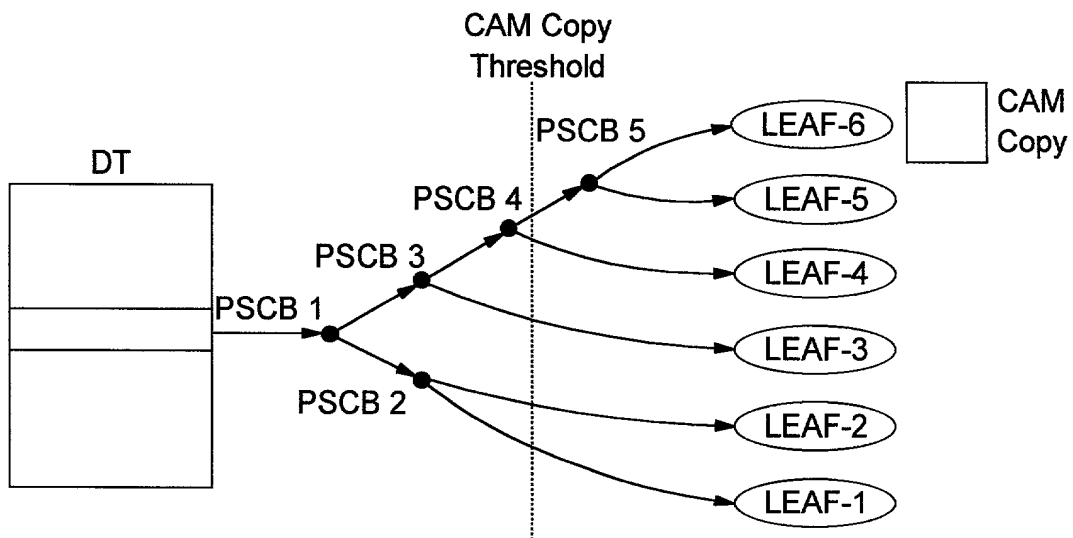 CAM Copy
Threshold
PSCB 5
LEAF-6
CAM
Copy
DT
PSCB 4
LEAF-5
PSCB 3
LEAF-4
PSCB 1
LEAF-3
PSCB 2
LEAF-2
LEAF-1